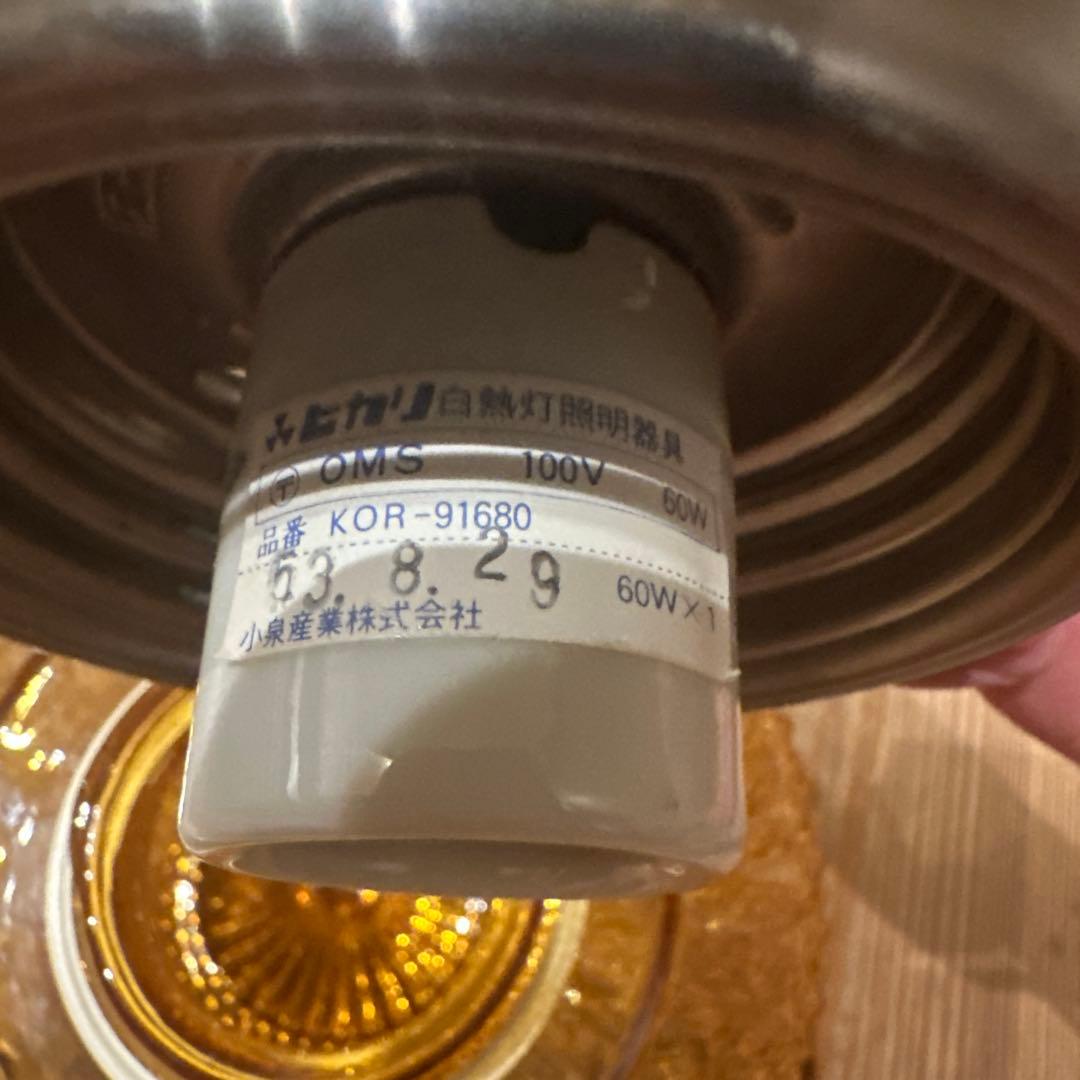 ヒカリ 白熱灯照明器具
〒 OMS 100V 60W
品番 KOR-91680
53. 8. 29 60W×1
小泉産業株式会社